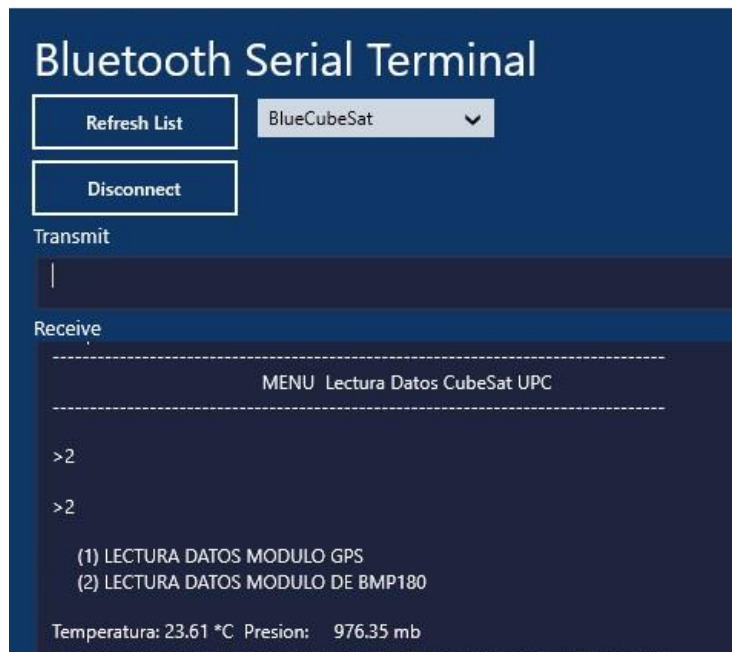 Bluetooth Serial Terminal
Refresh List
BlueCubeSat
Disconnect
Transmit
Receive
--------------------------------------------------------------------------------
MENU  Lectura Datos CubeSat UPC
--------------------------------------------------------------------------------
>2
>2
(1) LECTURA DATOS MODULO GPS
(2) LECTURA DATOS MODULO DE BMP180
Temperatura: 23.61 *C  Presion:    976.35 mb